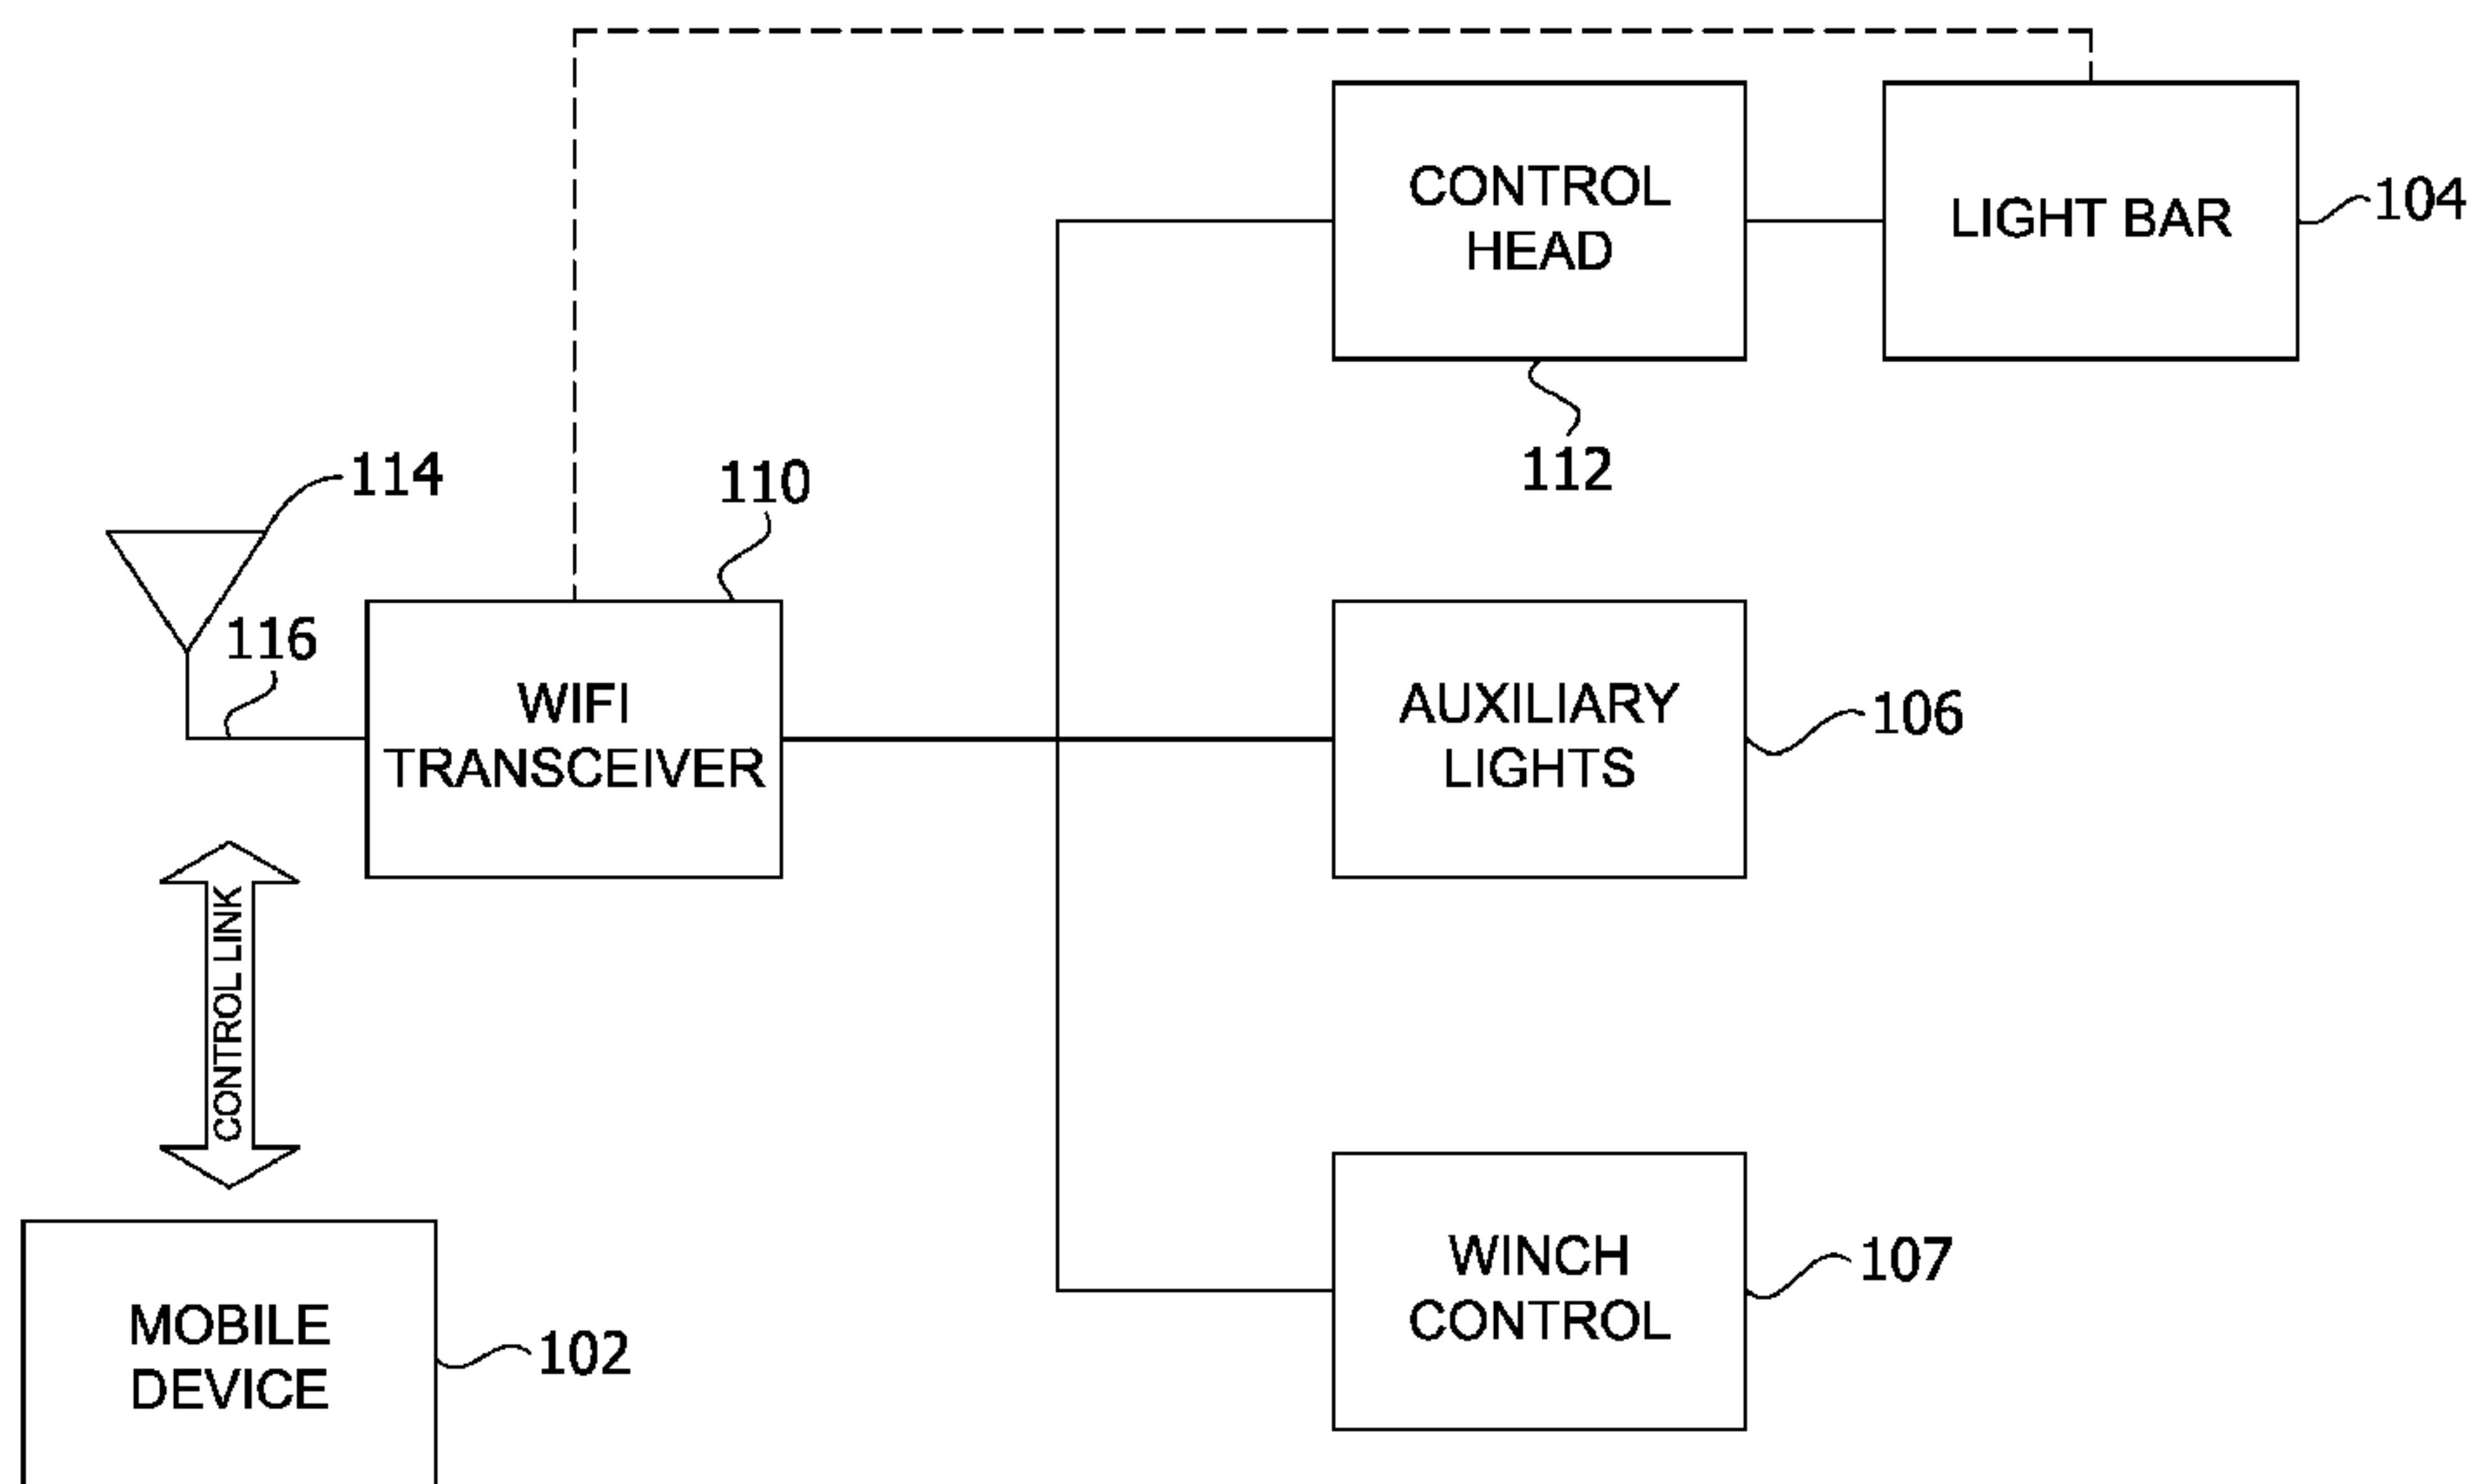 CONTROL
HEAD
LIGHT BAR
104
112
114
110
116
WIFI
TRANSCEIVER
AUXILIARY
LIGHTS
106
CONTROL LINK
WINCH
CONTROL
107
MOBILE
DEVICE
102